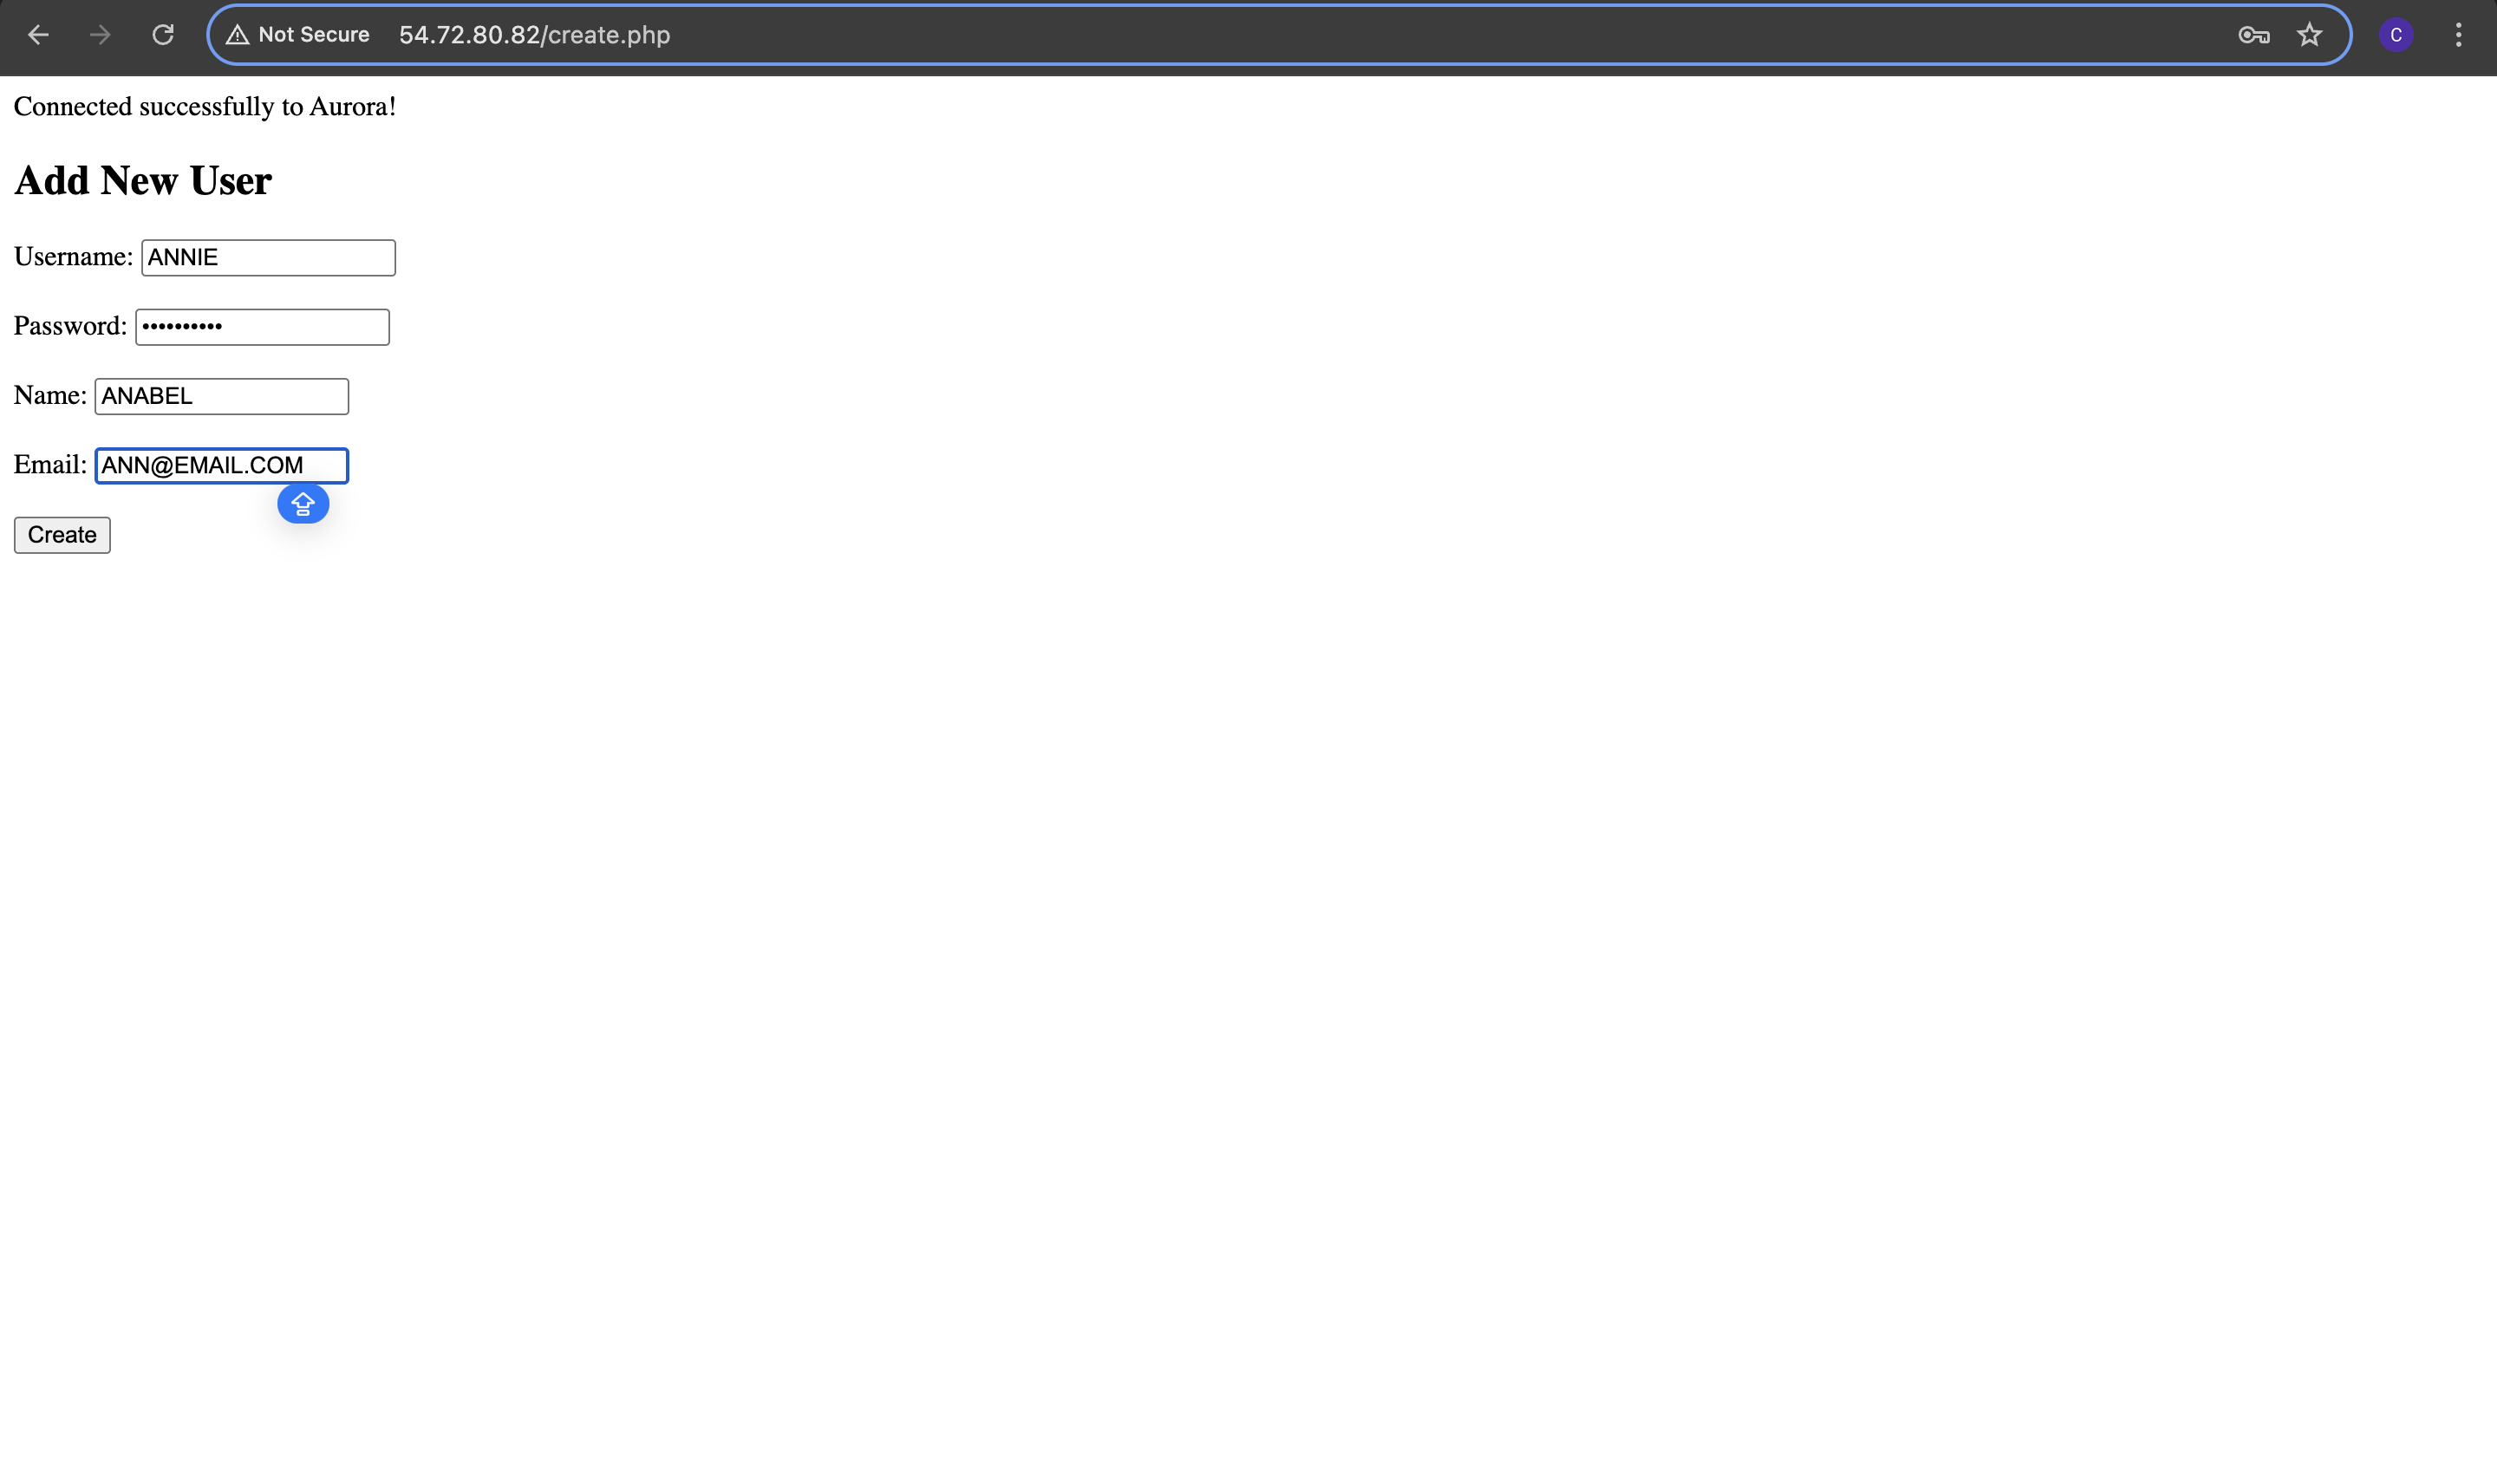 Not Secure 54.72.80.82/create.php C
Connected successfully to Aurora!
Add New User
Username: ANNIE
Password: ••••••••••
Name: ANABEL
Email: ANN@EMAIL.COM
Create